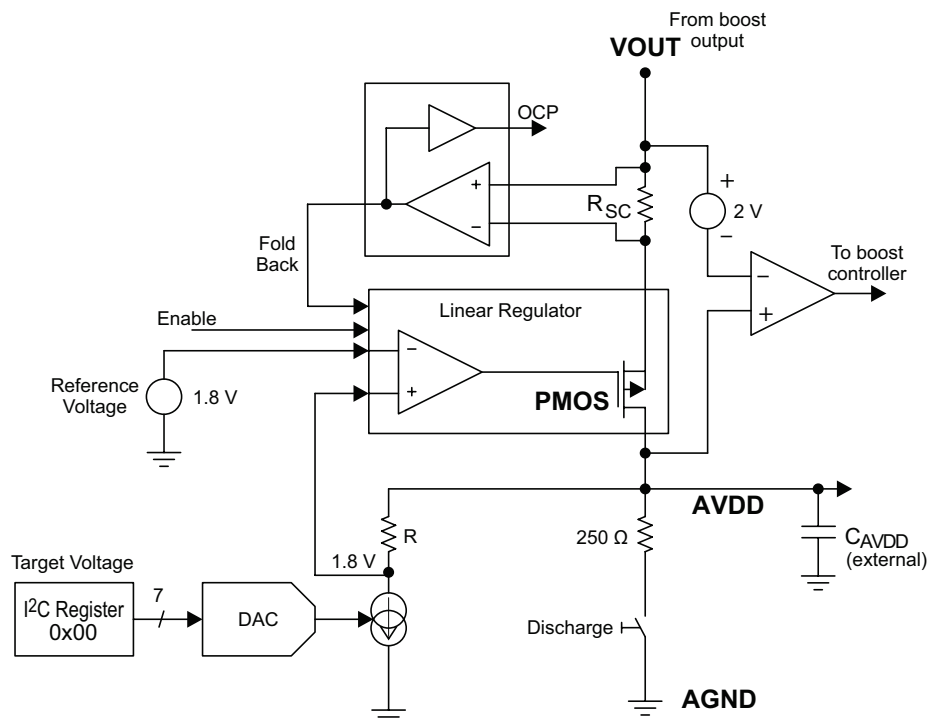 From boost
output
VOUT
OCP
+
−
RSC
+
2 V
−
Fold
Back
To boost
controller
−
+
Enable
Linear Regulator
−
+
PMOS
Reference
Voltage
1.8 V
AVDD
R
250 Ω
CAVDD
(external)
1.8 V
Target Voltage
I2C Register
0x00
7
DAC
Discharge
AGND